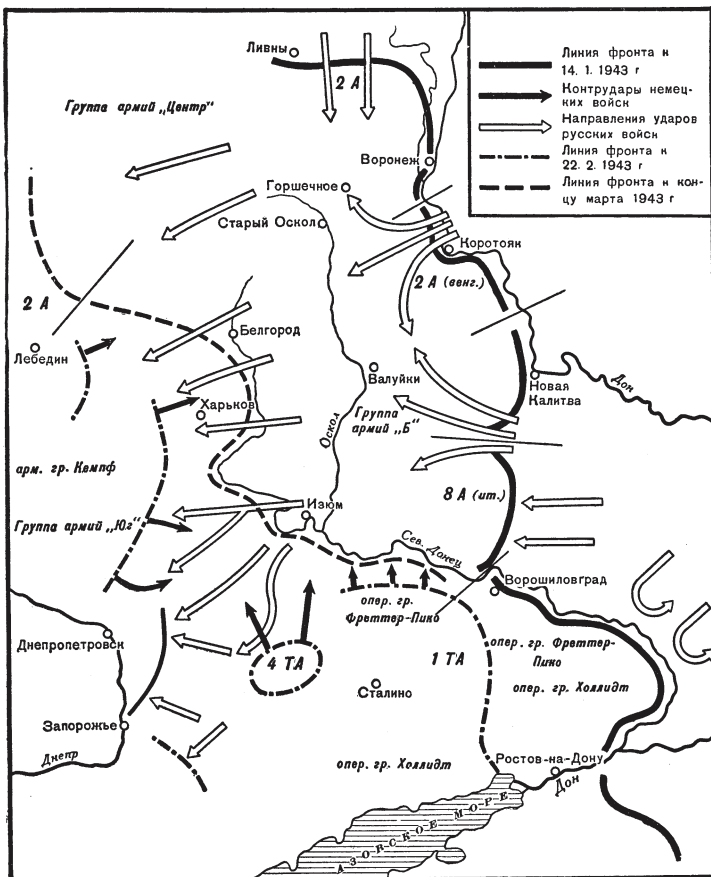 Линия фронта к
14. 1. 1943 г
Контрудары немец-
ких войск
Направления ударов
русских войск
Линия фронта к
22. 2. 1943 г
Линия фронта к кон-
цу марта 1943 г
Ливны
2 А
Группа армий „Центр"
Воронеж
Горшечное
Старый Оскол
Коротояк
2 А (венг.)
2 А
Белгород
Лебедин
Валуйки
Новая
Калитва
Дон
Харьков
Оскол
Группа
армий „Б"
арм. гр. Кемпф
8 А (ит.)
Изюм
Группа армий „Юг"
Сев. Донец
Ворошиловград
опер. гр.
Фреттер-Пико
Днепропетровск
опер. гр. Фреттер-
Пико
4 ТА
1 ТА
Сталино
опер. гр. Холлидт
Запорожье
Днепр
опер. гр. Холлидт
Ростов-на-Дону
Дон
АЗОВСКОЕ МОРЕ